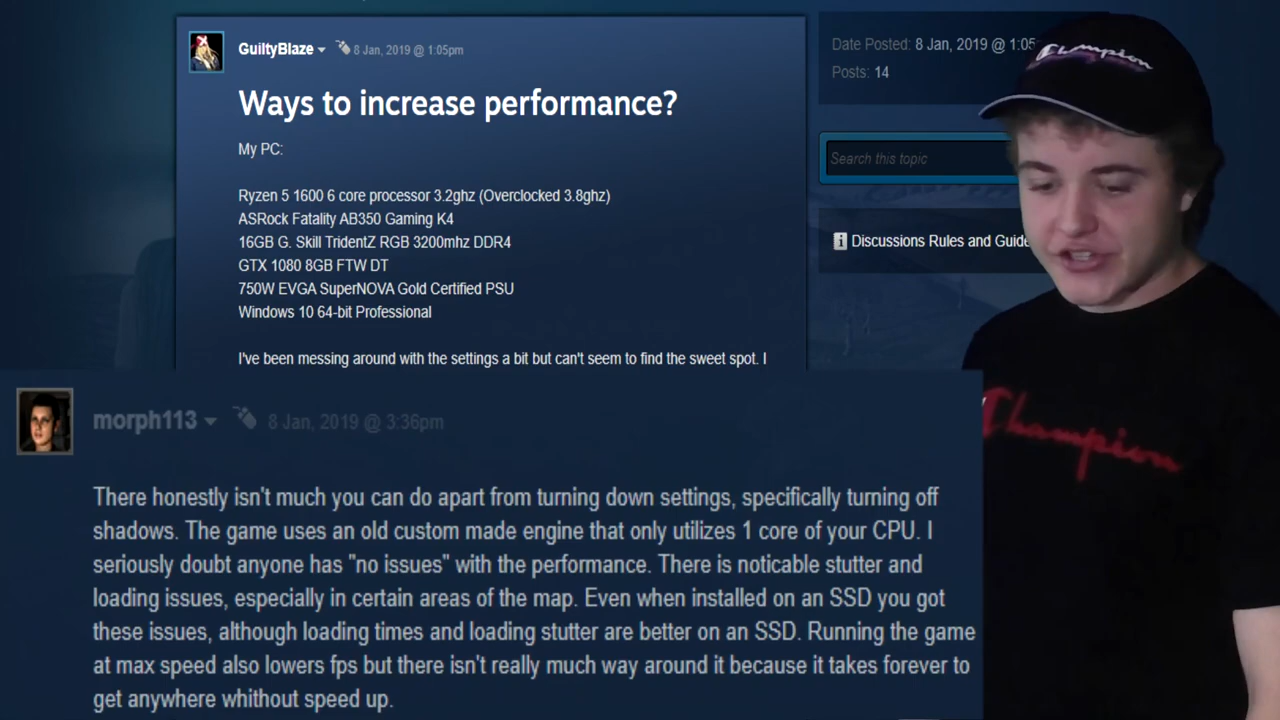 GuiltyBlaze 8 Jan, 2019 @ 1:05pm
Ways to increase performance?
My PC:
Ryzen 5 1600 6 core processor 3.2ghz (Overclocked 3.8ghz)
ASRock Fatality AB350 Gaming K4
16GB G. Skill TridentZ RGB 3200mhz DDR4
GTX 1080 8GB FTW DT
750W EVGA SuperNOVA Gold Certified PSU
Windows 10 64-bit Professional
I've been messing around with the settings a bit but can't seem to find the sweet spot. I
Date Posted: 8 Jan, 2019 @ 1:05
Posts: 14
Search this topic
Discussions Rules and Guide
Champion
Champion
morph113 8 Jan, 2019 @ 3:36pm
There honestly isn't much you can do apart from turning down settings, specifically turning off
shadows. The game uses an old custom made engine that only utilizes 1 core of your CPU. I
seriously doubt anyone has "no issues" with the performance. There is noticable stutter and
loading issues, especially in certain areas of the map. Even when installed on an SSD you got
these issues, although loading times and loading stutter are better on an SSD. Running the game
at max speed also lowers fps but there isn't really much way around it because it takes forever to
get anywhere whithout speed up.